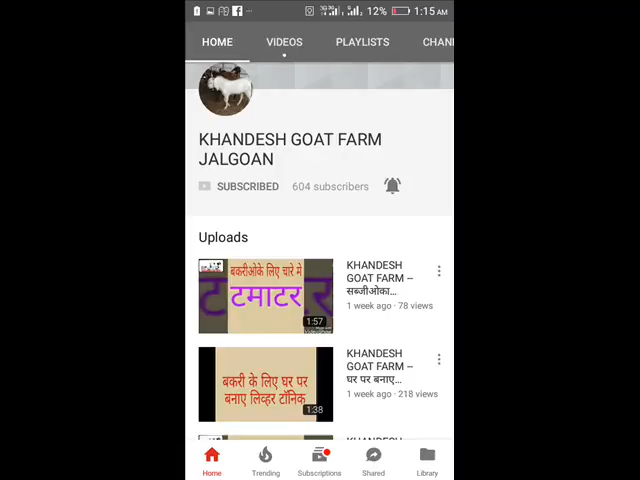 12% 1:15 AM
HOME VIDEOS PLAYLISTS CHAN
KHANDESH GOAT FARM
JALGOAN
SUBSCRIBED 604 subscribers
Uploads
बकरीओके लिए चारे मे
टमाटर
1:57
KHANDESH
GOAT FARM –
सब्जीओका...
1 week ago · 78 views
बकरी के लिए घर पर
बनाए लिव्हर टॉनिक
1:38
KHANDESH
GOAT FARM –
घर पर बनाए...
1 week ago · 218 views
Home Trending Subscriptions Shared Library